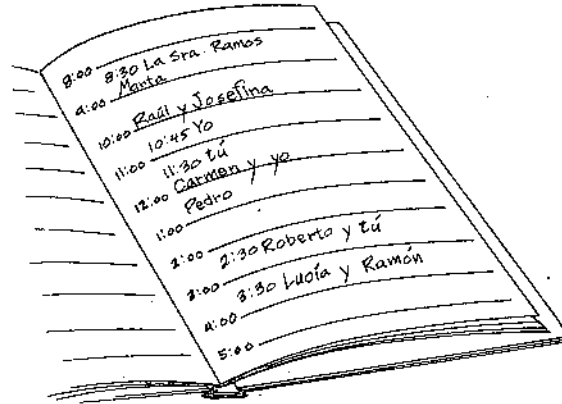 8:00
8:30 La Sra. Ramos
9:00 Marta
10:00 Raúl y Josefina
10:45 Yo
11:00
11:30 tú
12:00 Carmen y yo
Pedro
1:00
2:00
2:30 Roberto y tú
3:00
3:30 Lucía y Ramón
4:00
5:00